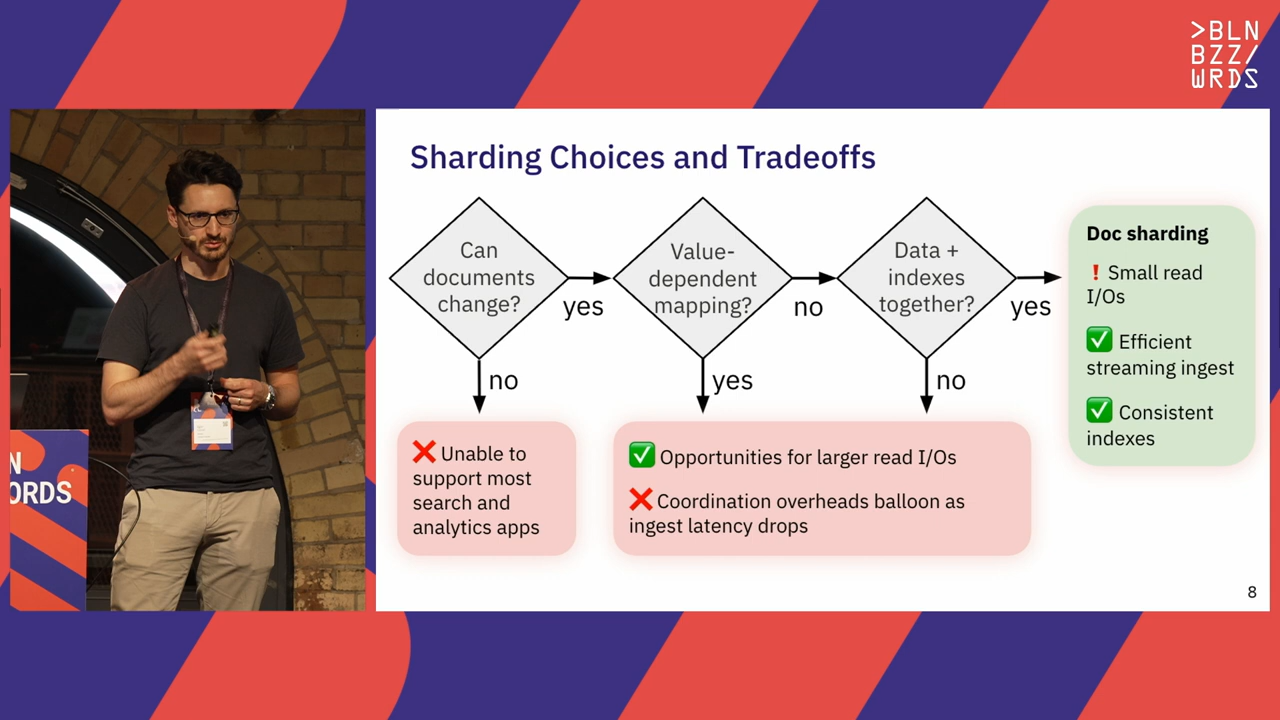 >BLN
BZZ/
WRDS
N
ORDS
Sharding Choices and Tradeoffs
Can
documents
change?
yes
no
Value-
dependent
mapping?
no
yes
Data +
indexes
together?
yes
no
❌ Unable to
support most
search and
analytics apps
✅ Opportunities for larger read I/Os
❌ Coordination overheads balloon as
ingest latency drops
Doc sharding
❗ Small read
I/Os
✅ Efficient
streaming ingest
✅ Consistent
indexes
8